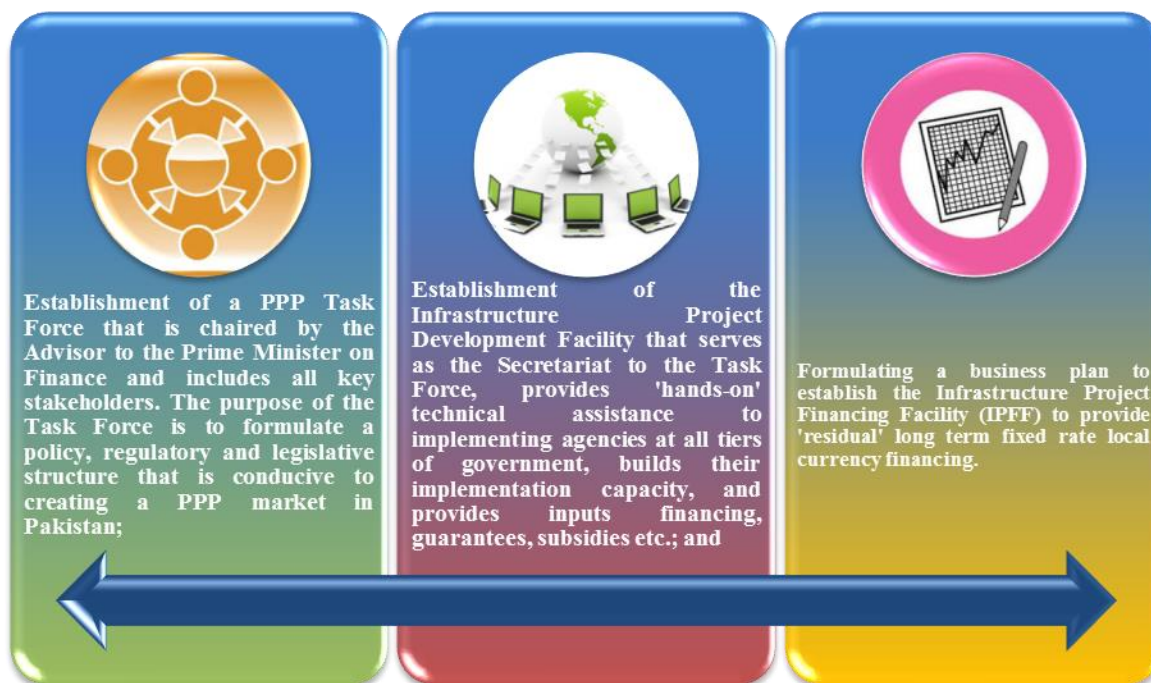 Establishment of a PPP Task
Force that is chaired by the
Advisor to the Prime Minister on
Finance and includes all key
stakeholders. The purpose of the
Task Force is to formulate a
policy, regulatory and legislative
structure that is conducive to
creating a PPP market in
Pakistan;
Establishment of the
Infrastructure Project
Development Facility that serves
as the Secretariat to the Task
Force, provides 'hands-on'
technical assistance to
implementing agencies at all tiers
of government, builds their
implementation capacity, and
provides inputs financing,
guarantees, subsidies etc.; and
Formulating a business plan to
establish the Infrastructure Project
Financing Facility (IPFF) to provide
'residual' long term fixed rate local
currency financing.